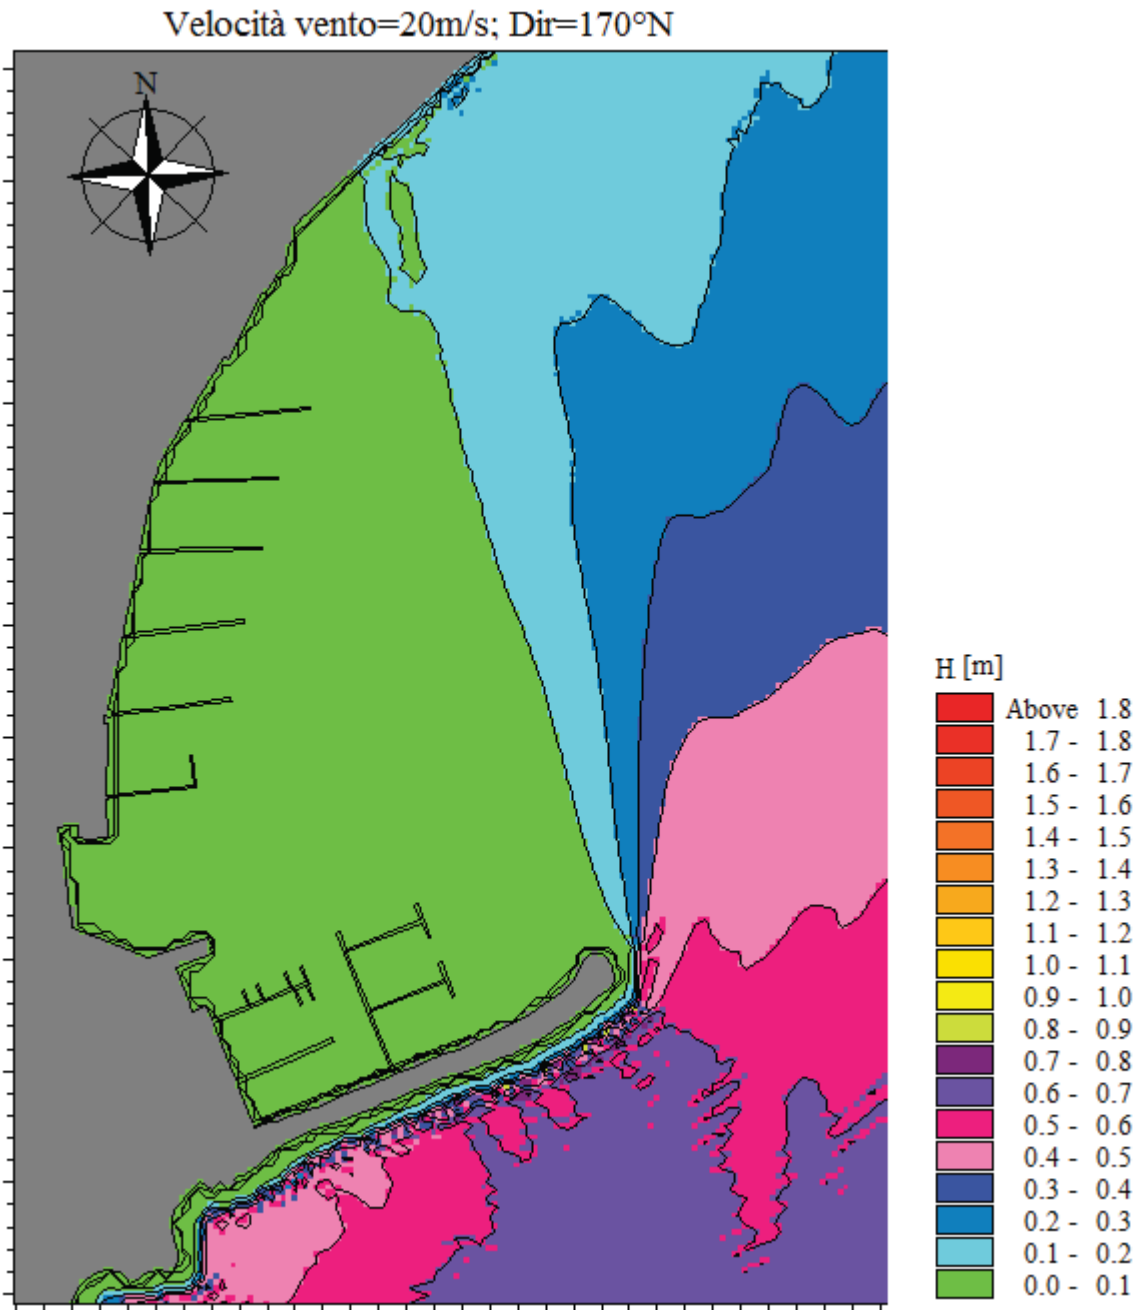 Velocità vento=20m/s; Dir=170°N
N
H [m]
Above 1.8
1.7 - 1.8
1.6 - 1.7
1.5 - 1.6
1.4 - 1.5
1.3 - 1.4
1.2 - 1.3
1.1 - 1.2
1.0 - 1.1
0.9 - 1.0
0.8 - 0.9
0.7 - 0.8
0.6 - 0.7
0.5 - 0.6
0.4 - 0.5
0.3 - 0.4
0.2 - 0.3
0.1 - 0.2
0.0 - 0.1